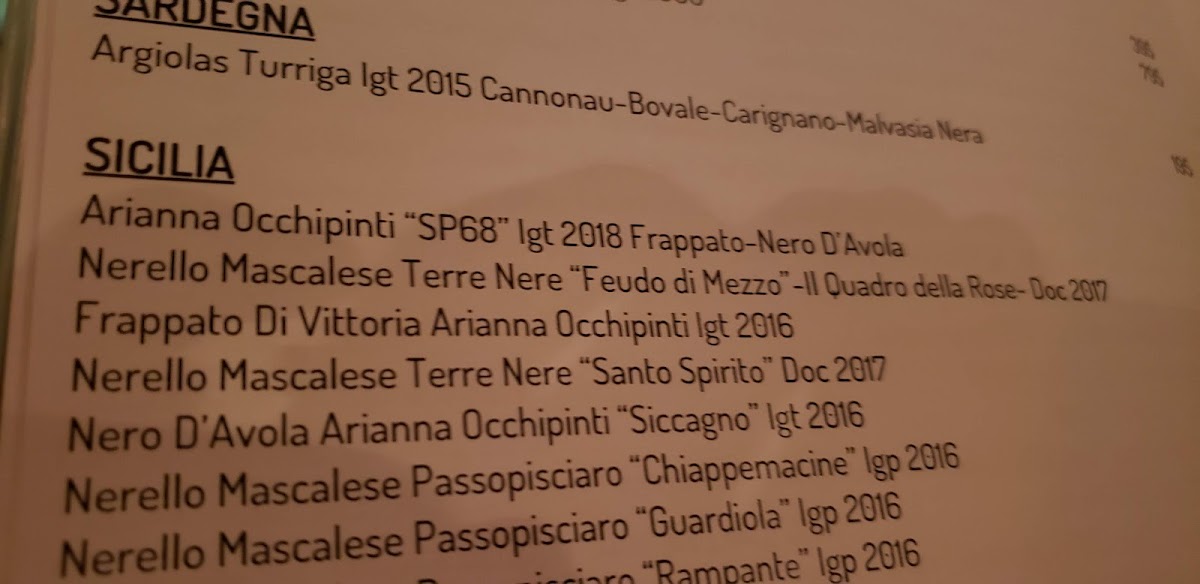 SARDEGNA
Argiolas Turriga Igt 2015 Cannonau-Bovale-Carignano-Malvasia Nera 195
SICILIA
Arianna Occhipinti “SP68” Igt 2018 Frappato-Nero D’Avola
Nerello Mascalese Terre Nere “Feudo di Mezzo” -Il Quadro della Rose- Doc 2017
Frappato Di Vittoria Arianna Occhipinti Igt 2016
Nerello Mascalese Terre Nere “Santo Spirito” Doc 2017
Nero D’Avola Arianna Occhipinti “Siccagno” Igt 2016
Nerello Mascalese Passopisciaro “Chiappemacine” Igp 2016
Nerello Mascalese Passopisciaro “Guardiola” Igp 2016
“Rampante” Igp 2016